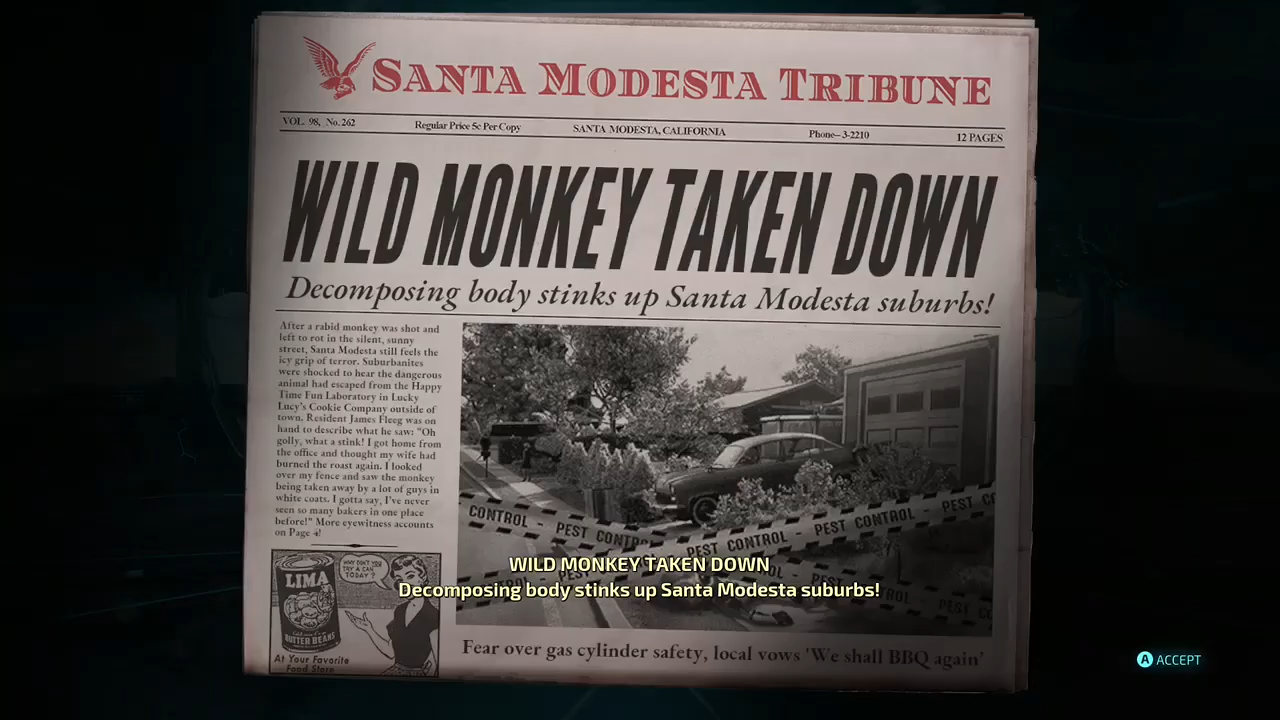 SANTA MODESTA TRIBUNE
VOL. 98, No. 262 Regular Price 5c Per Copy SANTA MODESTA, CALIFORNIA Phone-3-2210 12 PAGES
WILD MONKEY TAKEN DOWN
Decomposing body stinks up Santa Modesta suburbs!
After a rabid monkey was shot and
left to rot in the silent, sunny
street, Santa Modesta still feels the
icy grip of terror. Suburbanites
were shocked to hear the dangerous
animal had escaped from the Happy
Time Fun Laboratory in Lucky
Lucy's Cookie Company outside of
town. Resident James Fleeg was on
hand to describe what he saw: "Oh
golly, what a stink! I got home from
the office and thought my wife had
burned the roast again. I looked
over my fence and saw the monkey
being taken away by a lot of guys in
white coats. I gotta say, I've never
seen so many bakers in one place
before!" More eyewitness accounts
on Page 4!
CONTROL - PEST CONTROL
PEST CONTROL - PEST CONTROL - PEST CO
WILD MONKEY TAKEN DOWN
Decomposing body stinks up Santa Modesta suburbs!
LIMA
BUTTER BEANS
WHY DON'T YOU
TRY A CAN
TODAY?
At Your Favorite
Food Store
Fear over gas cylinder safety, local vows 'We shall BBQ again'
A ACCEPT